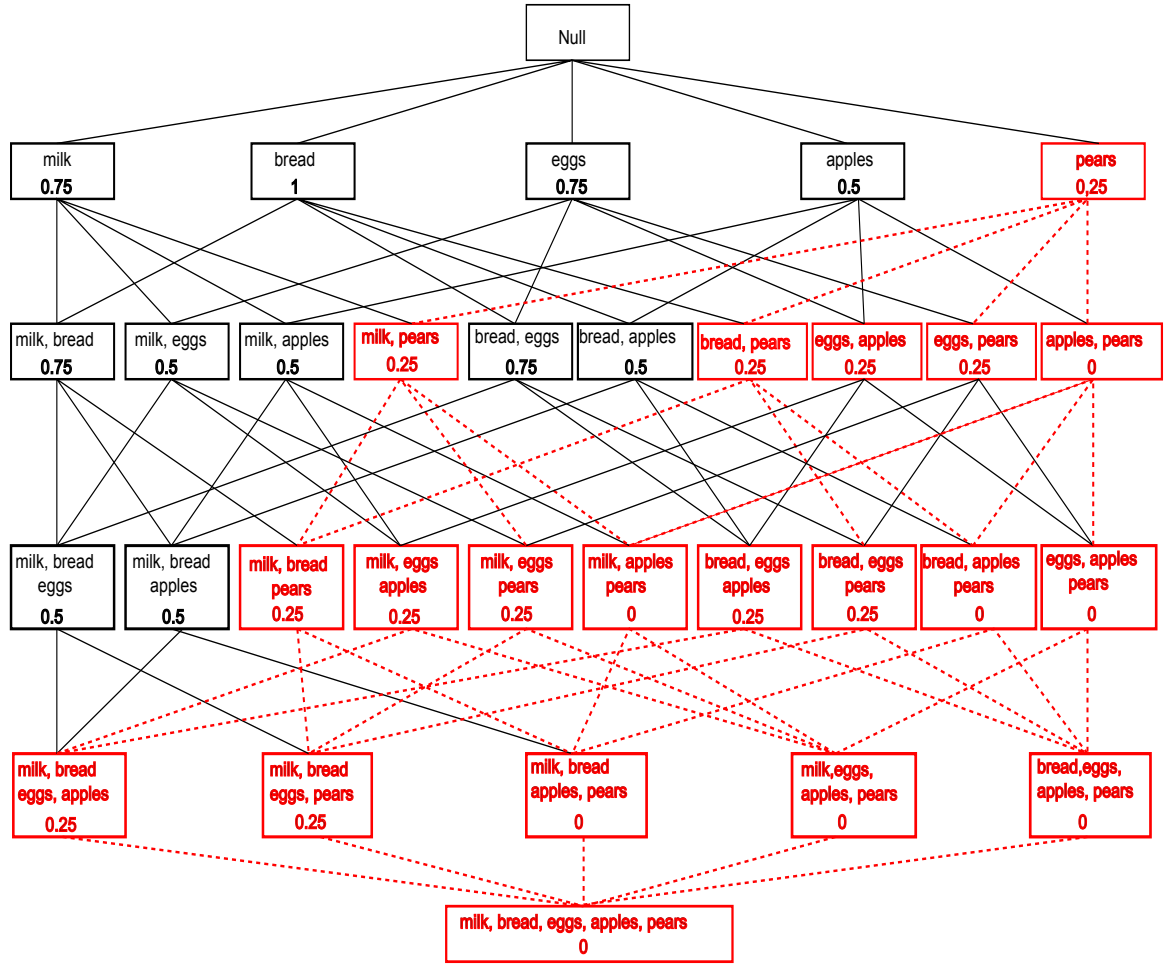 Null
milk
0.75
bread
1
eggs
0.75
apples
0.5
pears
0.25
milk, bread
0.75
milk, eggs
0.5
milk, apples
0.5
milk, pears
0.25
bread, eggs
0.75
bread, apples
0.5
bread, pears
0.25
eggs, apples
0.25
eggs, pears
0.25
apples, pears
0
milk, bread
eggs
0.5
milk, bread
apples
0.5
milk, bread
pears
0.25
milk, eggs
apples
0.25
milk, eggs
pears
0.25
milk, apples
pears
0
bread, eggs
apples
0.25
bread, eggs
pears
0.25
bread, apples
pears
0
eggs, apples
pears
0
milk, bread
eggs, apples
0.25
milk, bread
eggs, pears
0.25
milk, bread
apples, pears
0
milk,eggs,
apples, pears
0
bread,eggs,
apples, pears
0
milk, bread, eggs, apples, pears
0